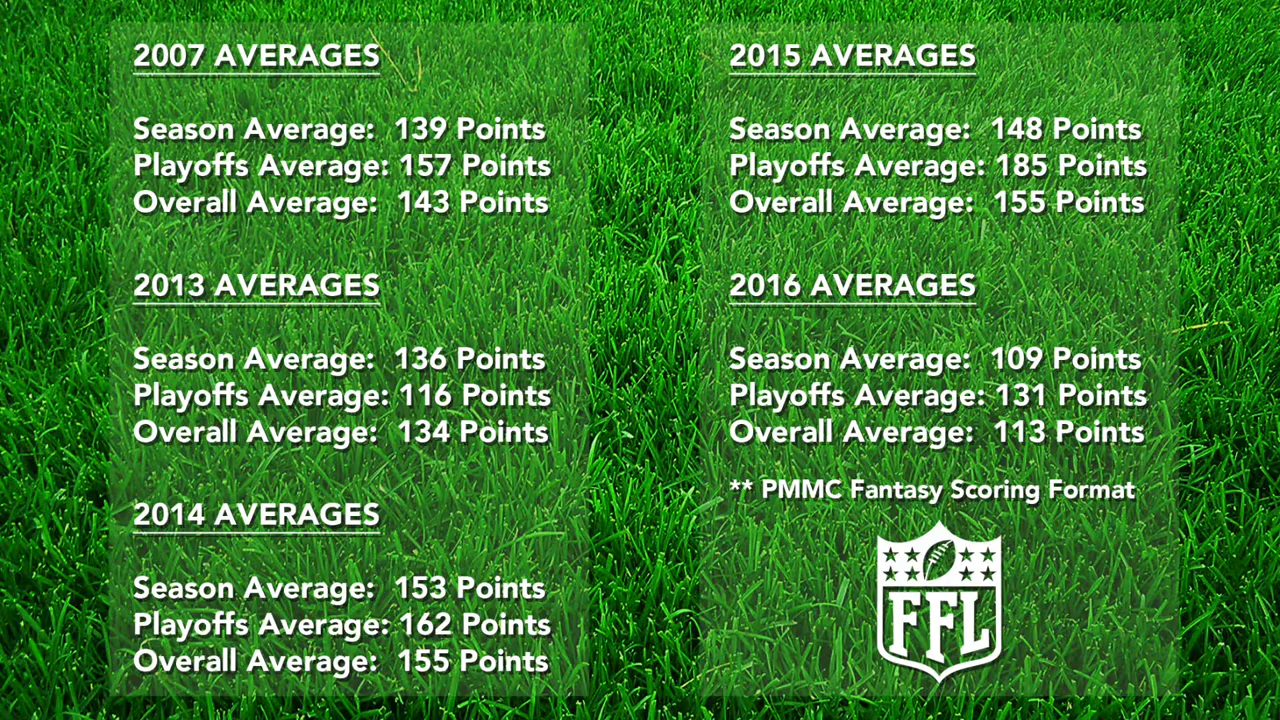 2007 AVERAGES
Season Average: 139 Points
Playoffs Average: 157 Points
Overall Average: 143 Points
2013 AVERAGES
Season Average: 136 Points
Playoffs Average: 116 Points
Overall Average: 134 Points
2014 AVERAGES
Season Average: 153 Points
Playoffs Average: 162 Points
Overall Average: 155 Points
2015 AVERAGES
Season Average: 148 Points
Playoffs Average: 185 Points
Overall Average: 155 Points
2016 AVERAGES
Season Average: 109 Points
Playoffs Average: 131 Points
Overall Average: 113 Points
** PMMC Fantasy Scoring Format
FFL